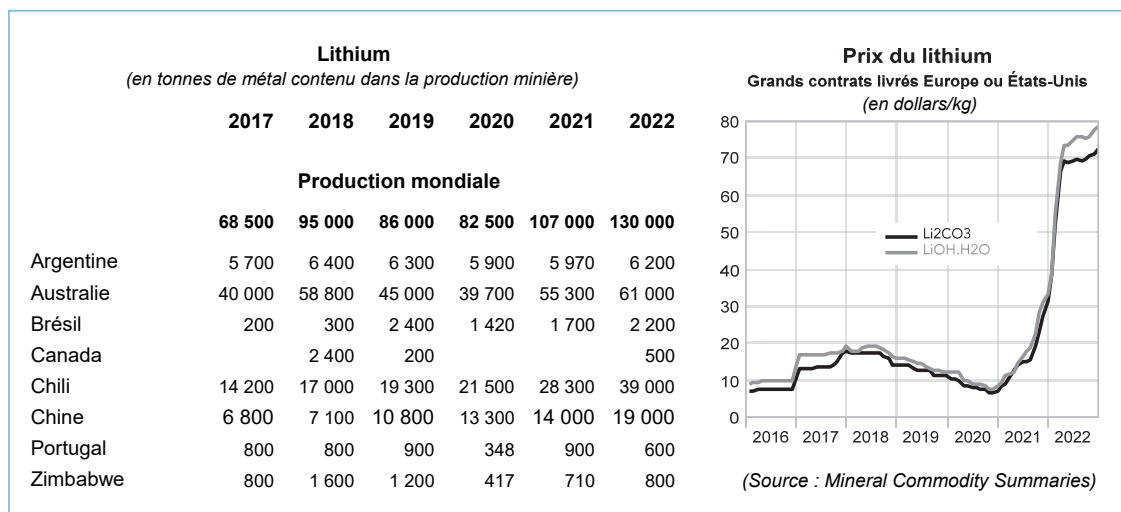 Lithium
(en tonnes de métal contenu dans la production minière)
2017 2018 2019 2020 2021 2022
Production mondiale
68 500 95 000 86 000 82 500 107 000 130 000
Argentine 5 700 6 400 6 300 5 900 5 970 6 200
Australie 40 000 58 800 45 000 39 700 55 300 61 000
Brésil 200 300 2 400 1 420 1 700 2 200
Canada 2 400 200 500
Chili 14 200 17 000 19 300 21 500 28 300 39 000
Chine 6 800 7 100 10 800 13 300 14 000 19 000
Portugal 800 800 900 348 900 600
Zimbabwe 800 1 600 1 200 417 710 800
Prix du lithium
Grands contrats livrés Europe ou États-Unis
(en dollars/kg)
80
70
60
50
40
30
20
10
0
Li2CO3
LiOH.H2O
2016 2017 2018 2019 2020 2021 2022
(Source : Mineral Commodity Summaries)